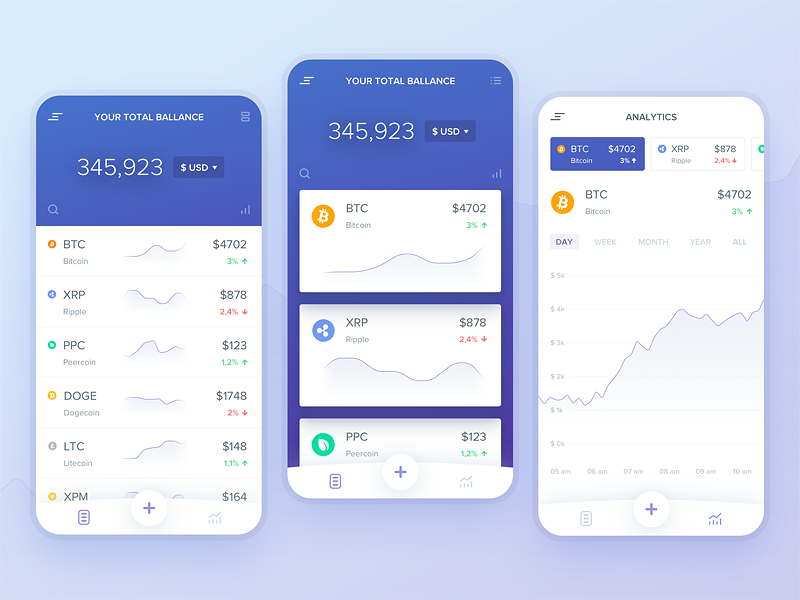 YOUR TOTAL BALLANCE
345,923 $ USD
BTC $4702
Bitcoin 3%
XRP $878
Ripple 2,4%
PPC $123
Peercoin 1,2%
DOGE $1748
Dogecoin 2%
LTC $148
Litecoin 1,1%
XPM $164
YOUR TOTAL BALLANCE
345,923 $ USD
BTC $4702
Bitcoin 3%
XRP $878
Ripple 2,4%
PPC $123
Peercoin 1,2%
ANALYTICS
BTC $4702 XRP $878
Bitcoin 3% Ripple 2,4%
BTC $4702
Bitcoin 3%
DAY WEEK MONTH YEAR ALL
$ 5k
$ 4k
$ 3k
$ 2k
$ 1k
$ 0k
05 am 06 am 07 am 08 am 09 am 10 am